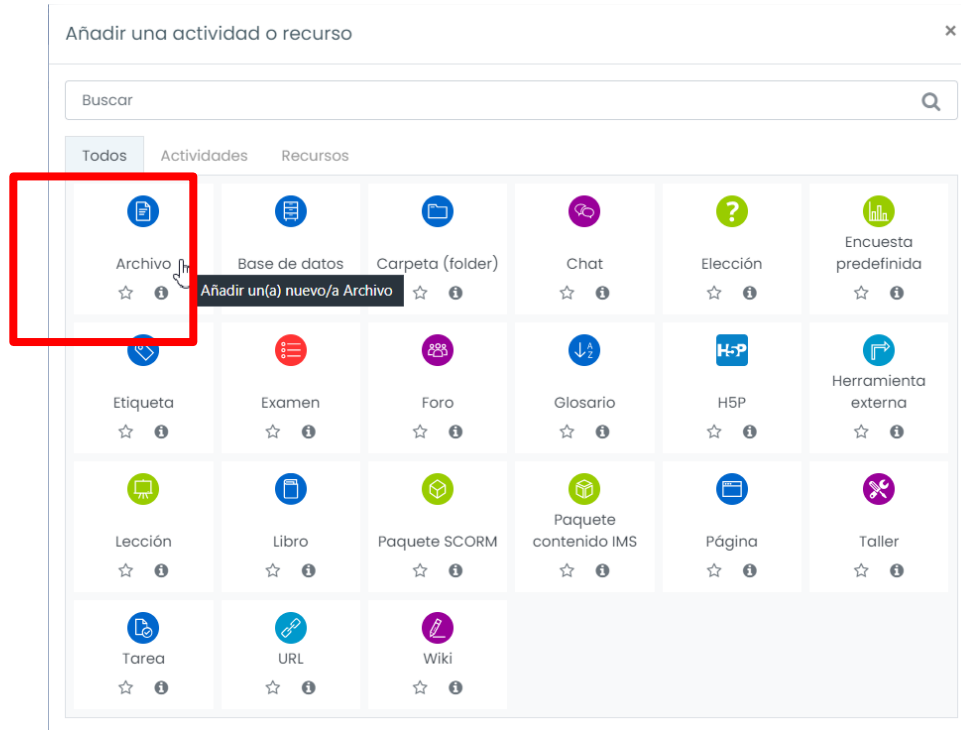 Añadir una actividad o recurso
×
Buscar
Todos Actividades Recursos
Archivo Base de datos Carpeta (folder) Chat Elección Encuesta predefinida
Añadir un(a) nuevo/a Archivo
Etiqueta Examen Foro Glosario H5P Herramienta externa
Lección Libro Paquete SCORM Paquete contenido IMS Página Taller
Tarea URL Wiki